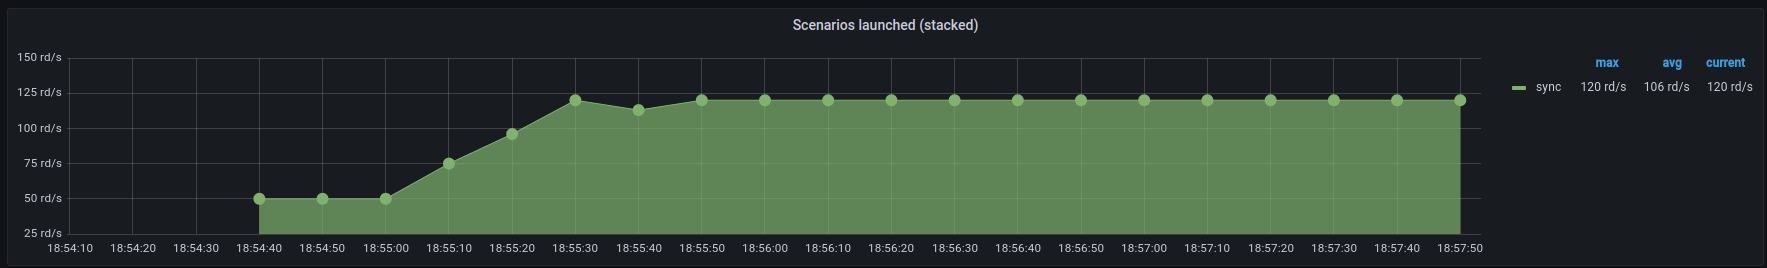 Scenarios launched (stacked)
150 rd/s
125 rd/s
100 rd/s
75 rd/s
50 rd/s
25 rd/s
18:54:10 18:54:20 18:54:30 18:54:40 18:54:50 18:55:00 18:55:10 18:55:20 18:55:30 18:55:40 18:55:50 18:56:00 18:56:10 18:56:20 18:56:30 18:56:40 18:56:50 18:57:00 18:57:10 18:57:20 18:57:30 18:57:40 18:57:50
max avg current
sync 120 rd/s 106 rd/s 120 rd/s